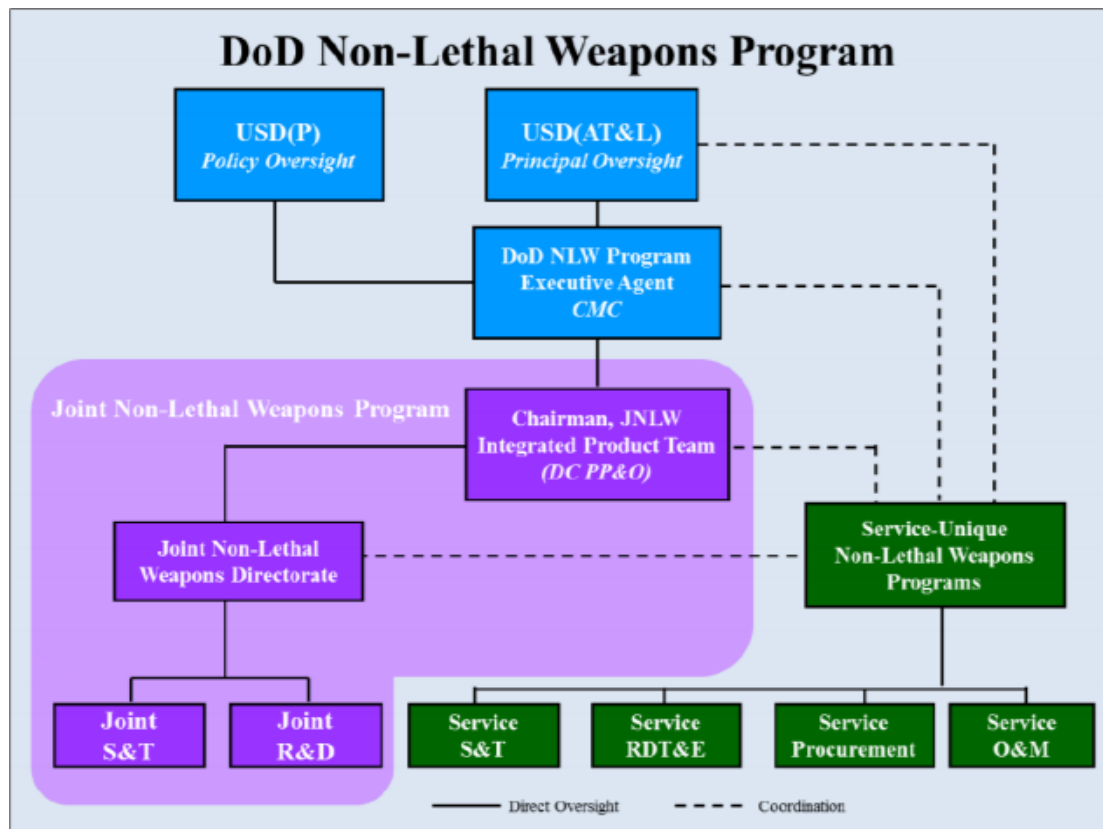 DoD Non-Lethal Weapons Program
USD(P)
Policy Oversight
USD(AT&L)
Principal Oversight
DoD NLW Program
Executive Agent
CMC
Joint Non-Lethal Weapons Program
Chairman, JNLW
Integrated Product Team
(DC PP&O)
Joint Non-Lethal
Weapons Directorate
Service-Unique
Non-Lethal Weapons
Programs
Joint
S&T
Joint
R&D
Service
S&T
Service
RDT&E
Service
Procurement
Service
O&M
Direct Oversight
Coordination